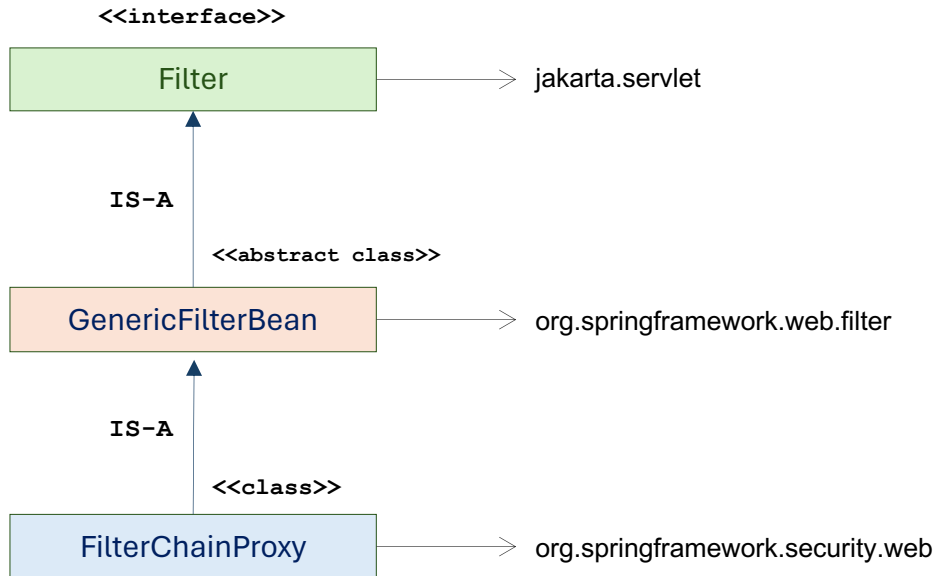 <<interface>>
Filter
jakarta.servlet
IS-A
<<abstract class>>
GenericFilterBean
org.springframework.web.filter
IS-A
<<class>>
FilterChainProxy
org.springframework.security.web